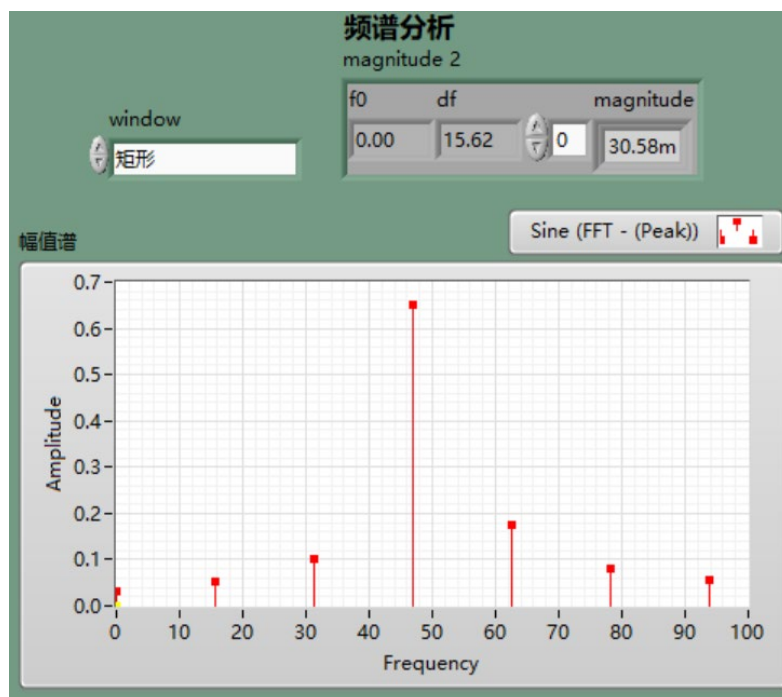 频谱分析
magnitude 2
f0 df magnitude
0.00 15.62 0 30.58m
window
矩形
Sine (FFT - (Peak))
幅值谱
0.7
0.6
0.5
0.4
0.3
0.2
0.1
0.0
Amplitude
0 10 20 30 40 50 60 70 80 90 100
Frequency